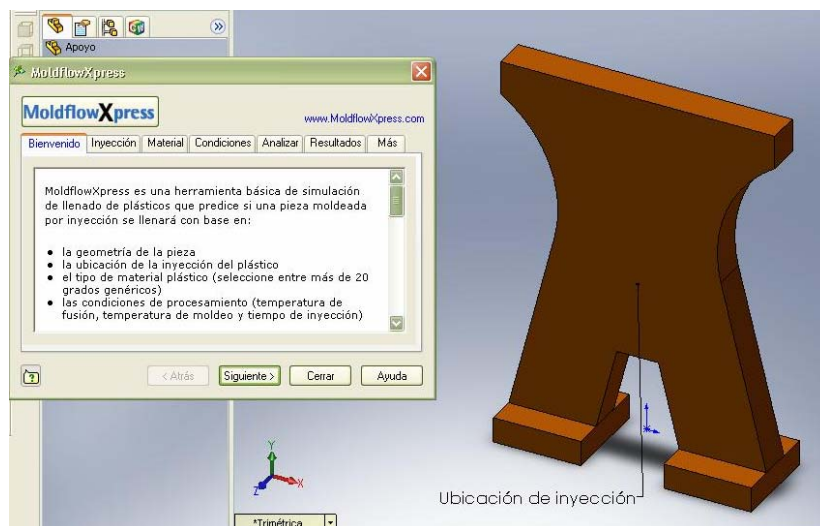 Apoyo
MoldflowXpress
MoldflowXpress
www.MoldflowXpress.com
Bienvenido Inyección Material Condiciones Analizar Resultados Más
MoldflowXpress es una herramienta básica de simulación
de llenado de plásticos que predice si una pieza moldeada
por inyección se llenará con base en:
• la geometría de la pieza
• la ubicación de la inyección del plástico
• el tipo de material plástico (seleccione entre más de 20
grados genéricos)
• las condiciones de procesamiento (temperatura de
fusión, temperatura de moldeo y tiempo de inyección)
< Atrás Siguiente > Cerrar Ayuda
Y
X
Z
Ubicación de inyección
*Trimétrica